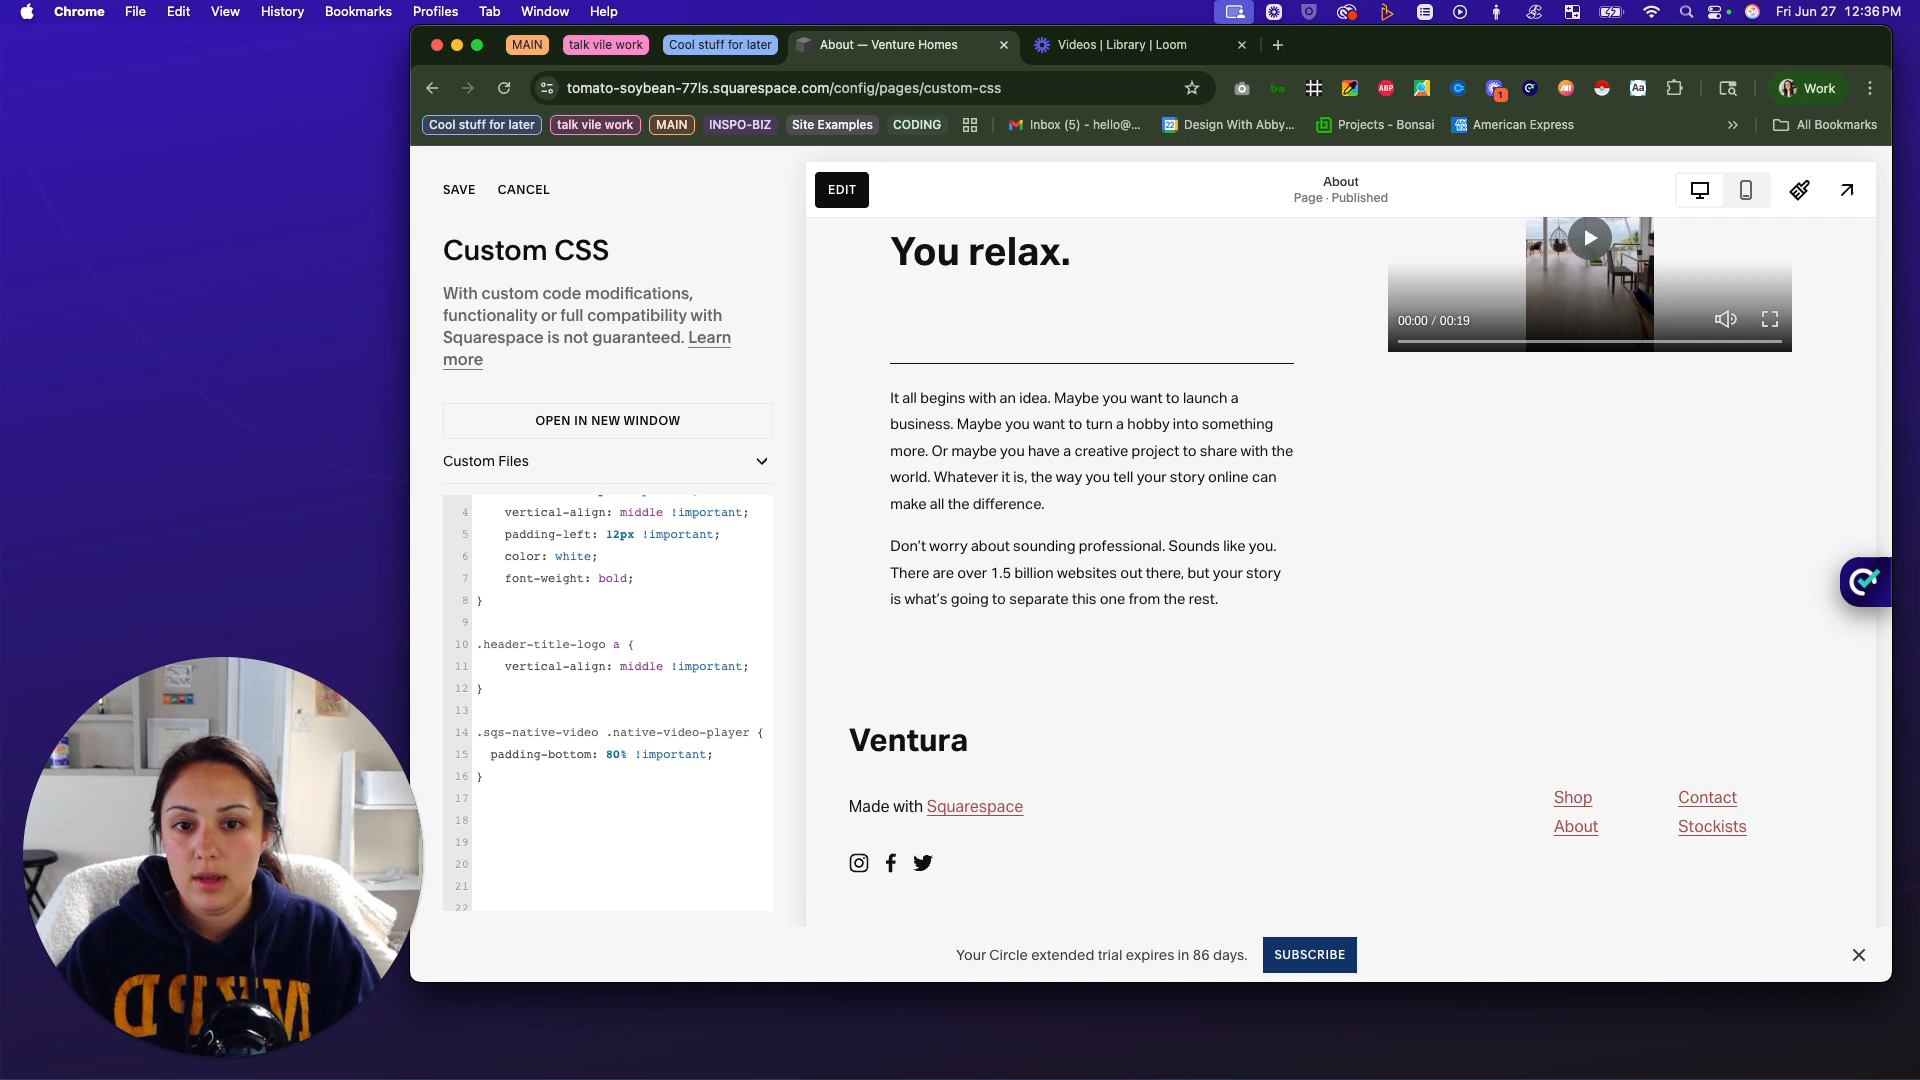 Chrome File Edit View History Bookmarks Profiles Tab Window Help
Fri Jun 27 12:36PM
MAIN
talk vile work
Cool stuff for later
About — Venture Homes
Videos | Library | Loom
tomato-soybean-77ls.squarespace.com/config/pages/custom-css
ABP
1
Aa
Work
Cool stuff for later
talk vile work
MAIN
INSPO-BIZ
Site Examples
CODING
Inbox (5) - hello@...
22
Design With Abby...
Projects - Bonsai
American Express
All Bookmarks
SAVE CANCEL
Custom CSS
With custom code modifications,
functionality or full compatibility with
Squarespace is not guaranteed. Learn
more
OPEN IN NEW WINDOW
Custom Files
4 vertical-align: middle !important;
5 padding-left: 12px !important;
6 color: white;
7 font-weight: bold;
8 }
9
10 .header-title-logo a {
11 vertical-align: middle !important;
12 }
13
14 .sqs-native-video .native-video-player {
15 padding-bottom: 80% !important;
16 }
17
18
19
20
21
22
EDIT
About
Page · Published
You relax.
00:00 / 00:19
It all begins with an idea. Maybe you want to launch a
business. Maybe you want to turn a hobby into something
more. Or maybe you have a creative project to share with the
world. Whatever it is, the way you tell your story online can
make all the difference.
Don’t worry about sounding professional. Sounds like you.
There are over 1.5 billion websites out there, but your story
is what’s going to separate this one from the rest.
Ventura
Made with Squarespace
Shop
Contact
About
Stockists
Your Circle extended trial expires in 86 days.
SUBSCRIBE